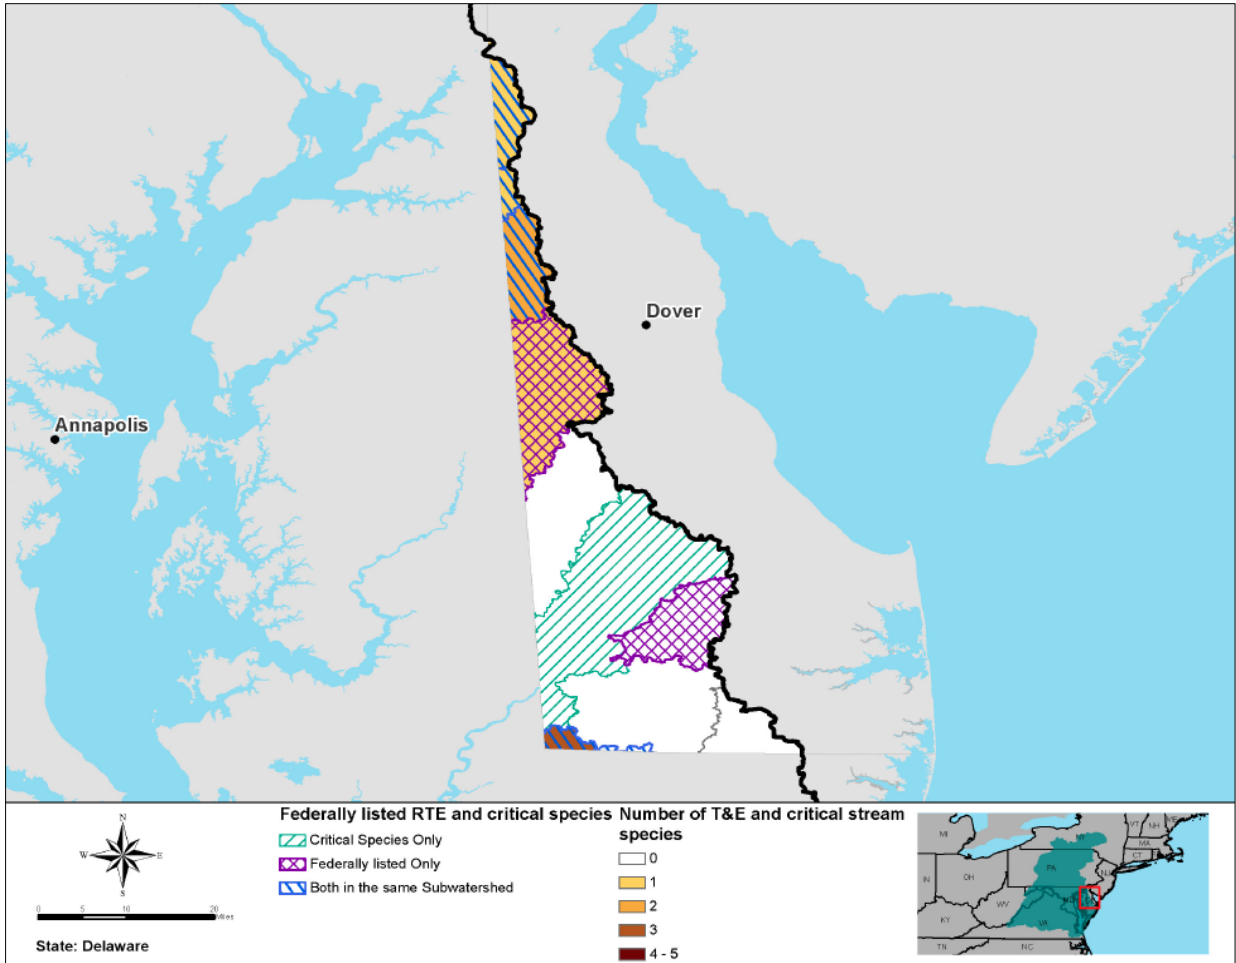 Dover
Annapolis
N
W
E
S
0 5 10 20
Miles
State: Delaware
Federally listed RTE and critical species
Critical Species Only
Federally listed Only
Both in the same Subwatershed
Number of T&E and critical stream
species
0
1
2
3
4 - 5
MI
VT
NH
ME
MA
CT
PA
NJ
IN
OH
WV
KY
VA
TN
NC